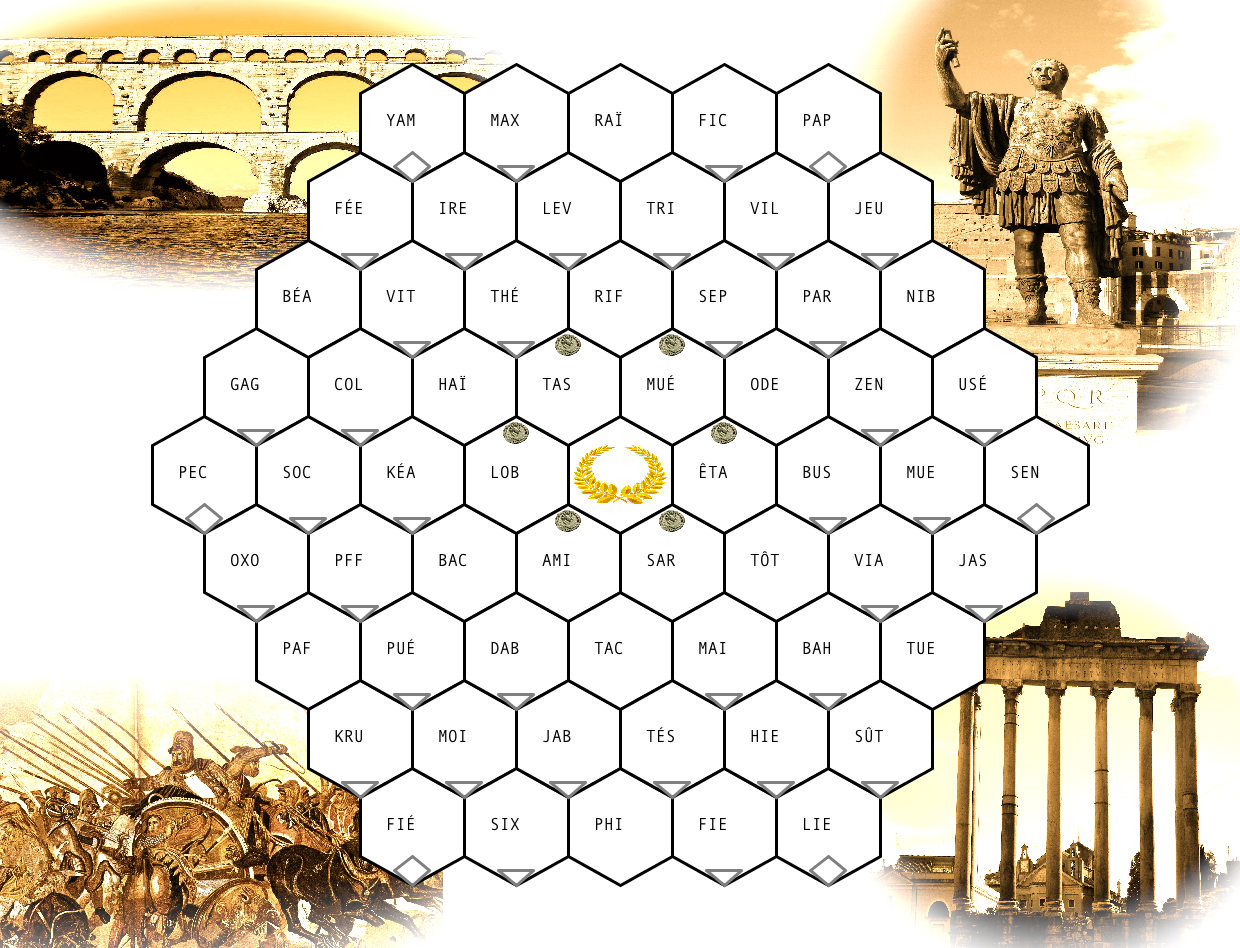 YAM MAX RAÏ FIC PAP
FÉE IRE LEV TRI VIL JEU
BÉA VIT THÉ RIF SEP PAR NIB
GAG COL HAÏ TAS MUÉ ODE ZEN USÉ
PEC SOC KÉA LOB ÊTA BUS MUE SEN
OXO PFF BAC AMI SAR TÔT VIA JAS
PAF PUÉ DAB TAC MAI BAH TUE
KRU MOI JAB TÉS HIE SÛT
FIÉ SIX PHI FIE LIE